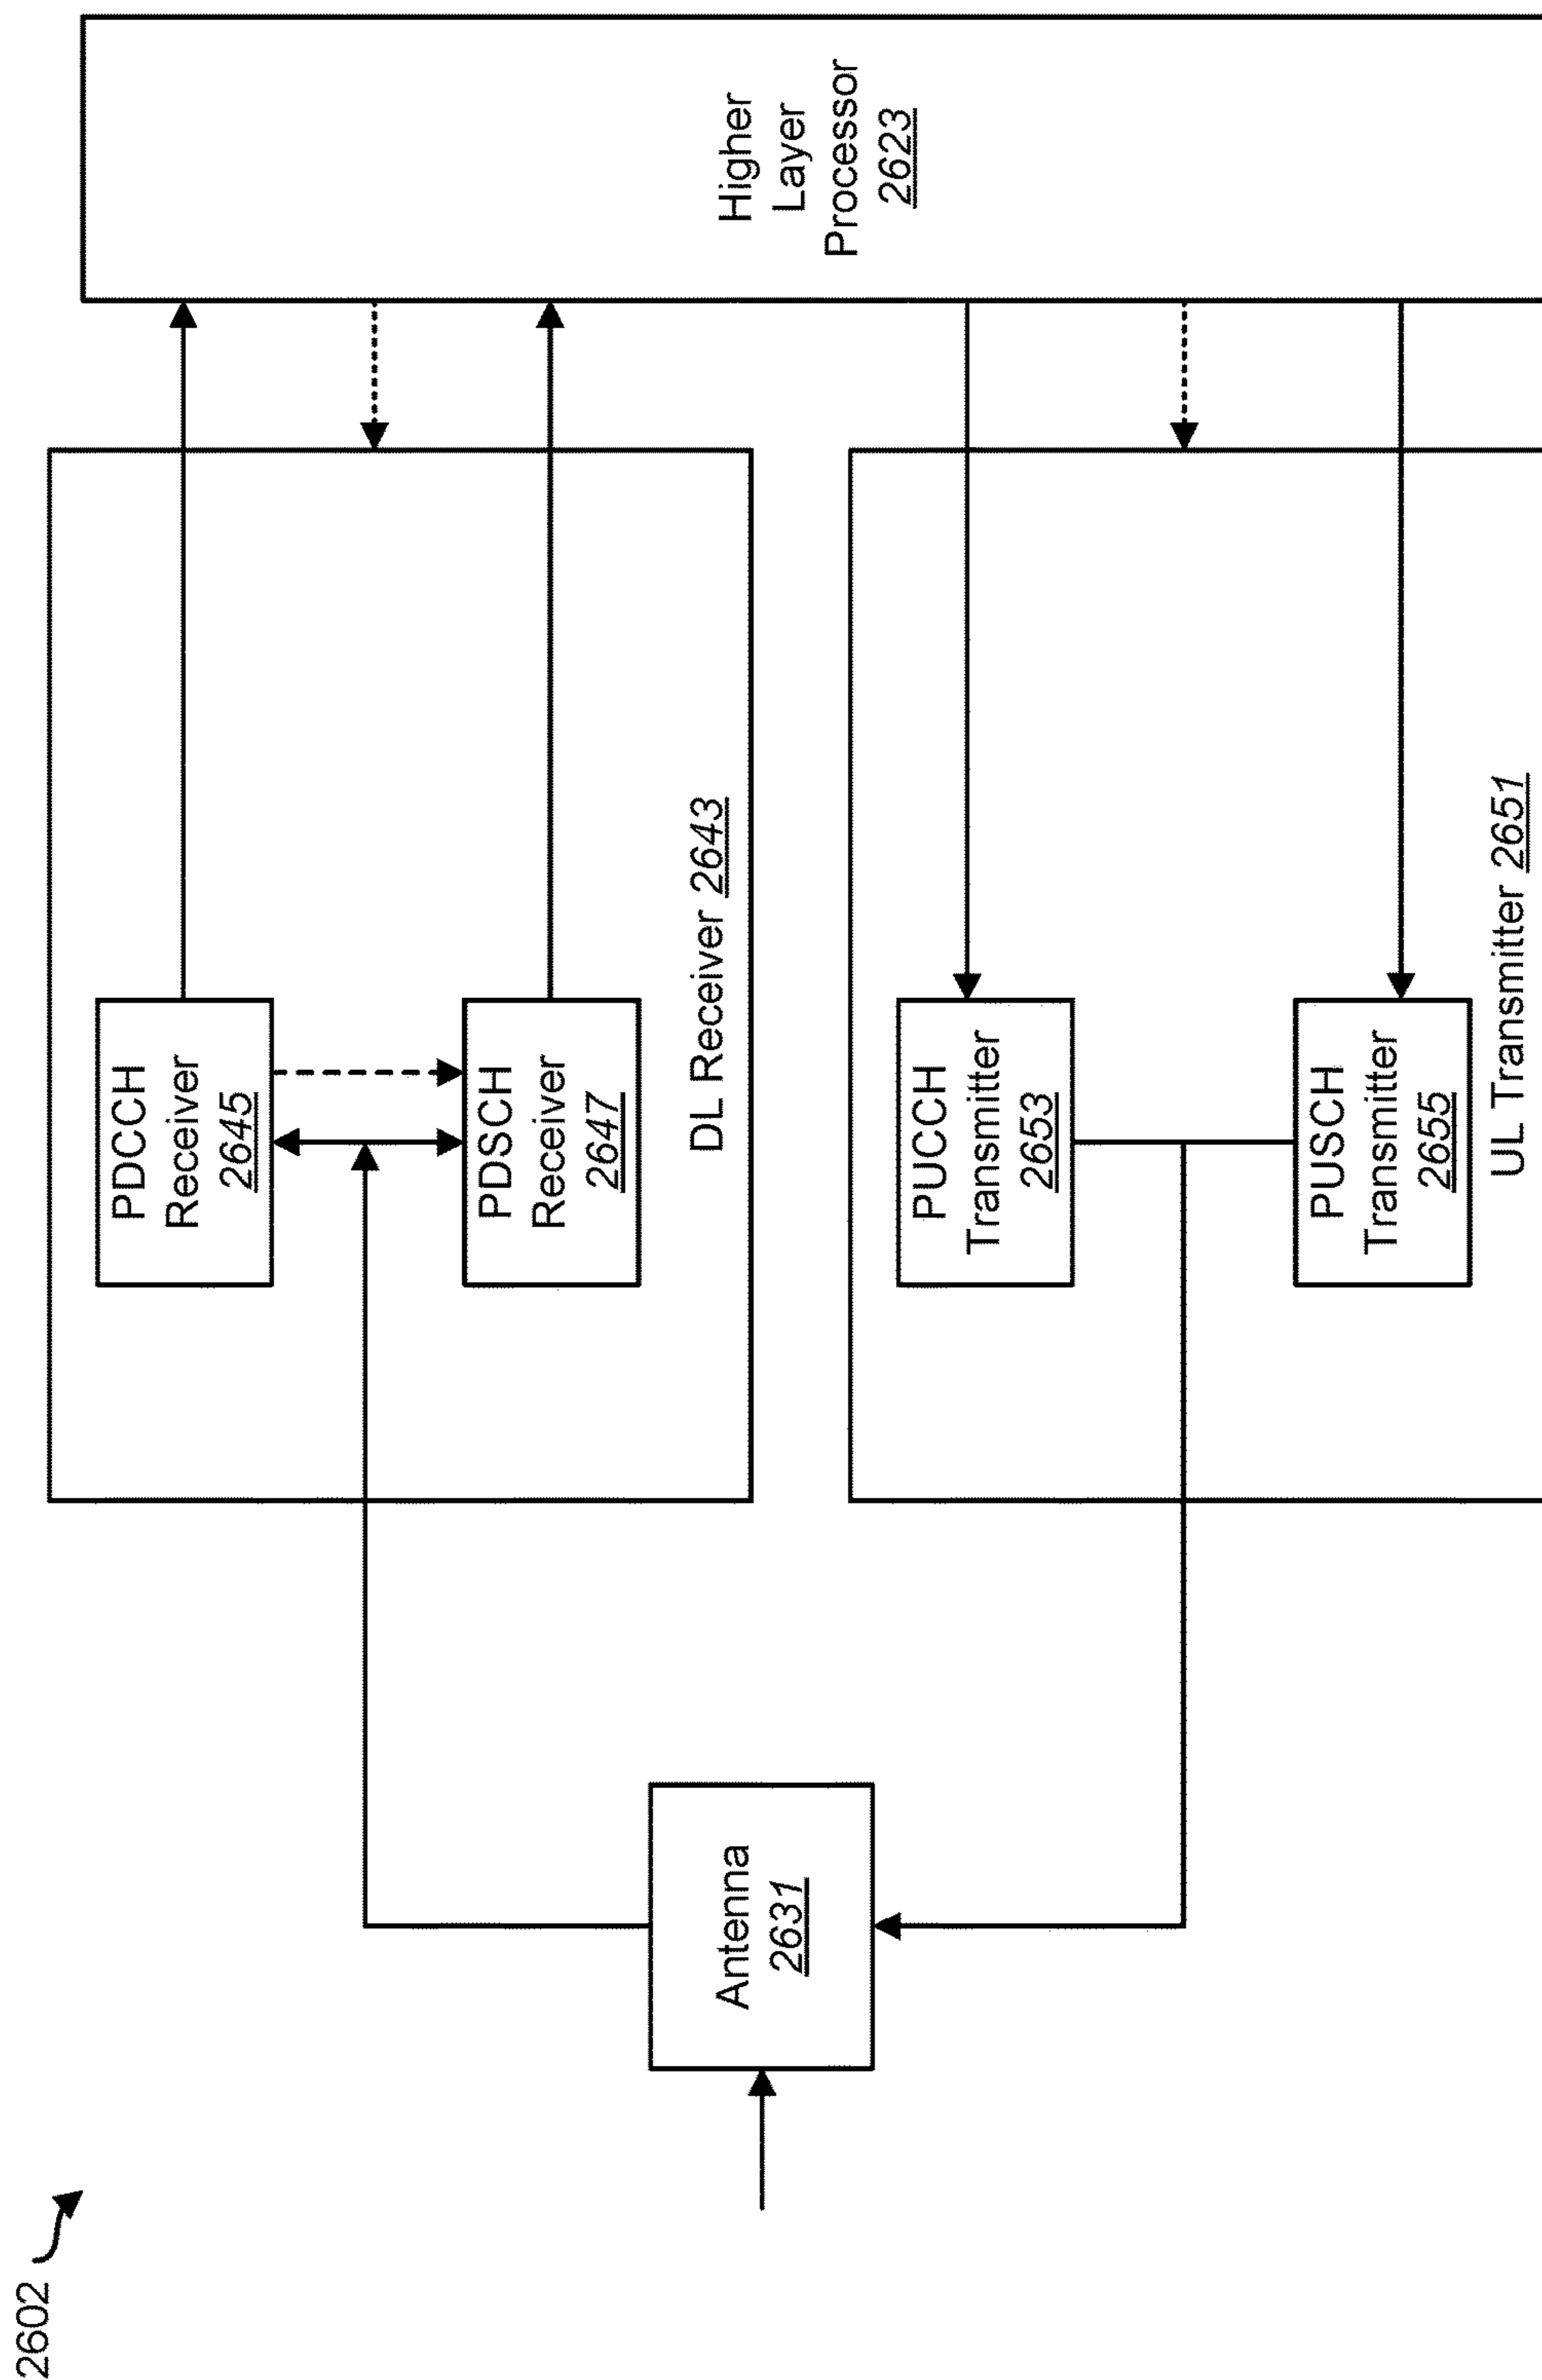 2602
Antenna
2631
PDCCH
Receiver
2645
PDSCH
Receiver
2647
DL Receiver 2643
PUCCH
Transmitter
2653
PUSCH
Transmitter
2655
UL Transmitter 2651
Higher
Layer
Processor
2623